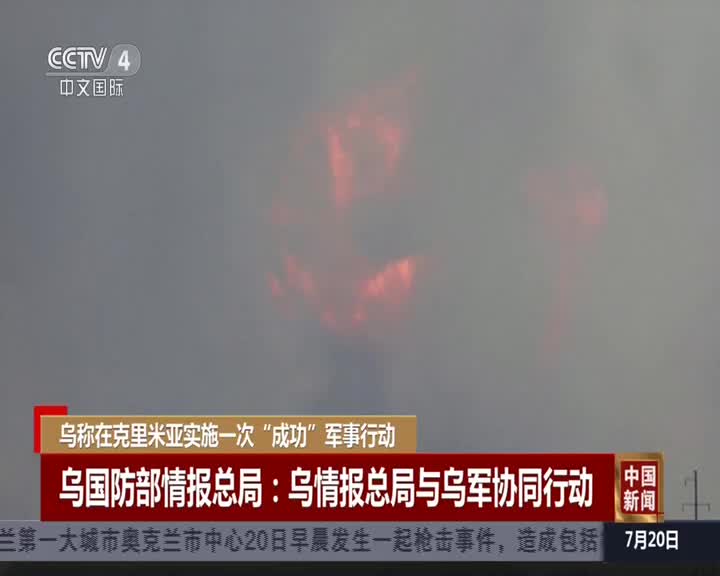 CCTV 4
中文国际
乌称在克里米亚实施一次“成功”军事行动
乌国防部情报总局：乌情报总局与乌军协同行动
中国
新闻
兰第一大城市奥克兰市中心20日早晨发生一起枪击事件，造成包括
7月20日